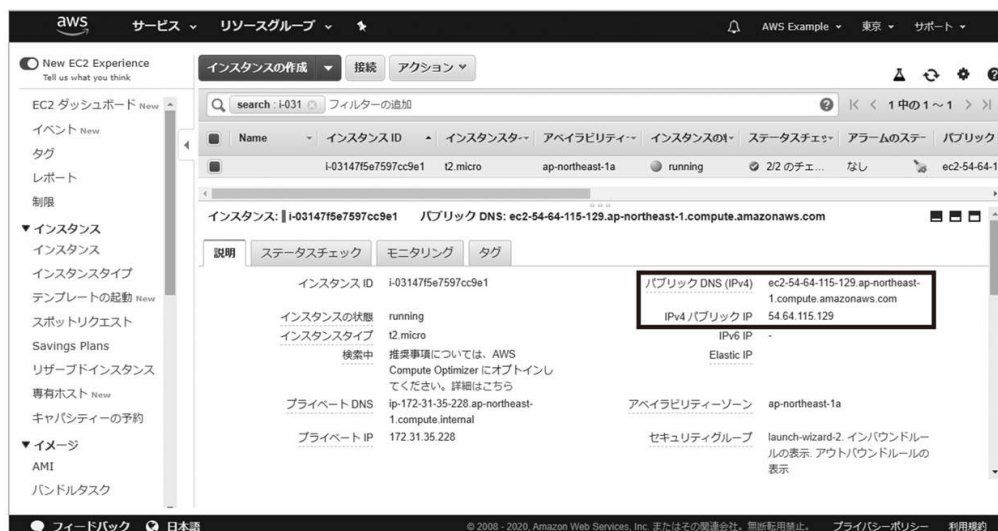 aws サービス リソースグループ AWS Example 東京 サポート
New EC2 Experience
Tell us what you think
EC2 ダッシュボード New
イベント New
タグ
レポート
制限
▼ インスタンス
インスタンス
インスタンスタイプ
テンプレートの起動 New
スポットリクエスト
Savings Plans
リザーブドインスタンス
専有ホスト New
キャパシティーの予約
▼ イメージ
AMI
バンドルタスク
インスタンスの作成 接続 アクション
search : i-031 フィルターの追加 1 中の 1 ~ 1
Name インスタンス ID インスタンスタ アベイラビリティ インスタンスの ステータスチェッ アラームのステー パブリック
i-03147f5e7597cc9e1 t2.micro ap-northeast-1a running 2/2 のチェ... なし ec2-54-64-1
インスタンス: i-03147f5e7597cc9e1 パブリック DNS: ec2-54-64-115-129.ap-northeast-1.compute.amazonaws.com
説明 ステータスチェック モニタリング タグ
インスタンス ID i-03147f5e7597cc9e1
インスタンスの状態 running
インスタンスタイプ t2.micro
検索中 推奨事項については、AWS
Compute Optimizer にオプトインし
てください。詳細はこちら
プライベート DNS ip-172-31-35-228.ap-northeast-
1.compute.internal
プライベート IP 172.31.35.228
パブリック DNS (IPv4) ec2-54-64-115-129.ap-northeast-
1.compute.amazonaws.com
IPv4 パブリック IP 54.64.115.129
IPv6 IP -
Elastic IP
アベイラビリティーゾーン ap-northeast-1a
セキュリティグループ launch-wizard-2. インバウンドルー
ルの表示. アウトバウンドルールの
表示
フィードバック 日本語 © 2008 - 2020, Amazon Web Services, Inc. またはその関連会社。無断転用禁止。 プライバシーポリシー 利用規約